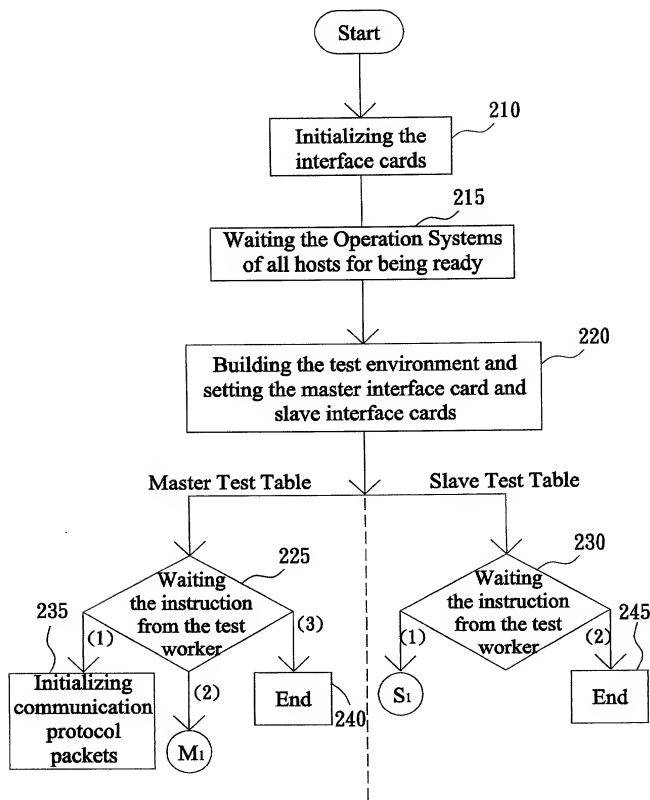 Start
210
Initializing the
interface cards
215
Waiting the Operation Systems
of all hosts for being ready
220
Building the test environment and
setting the master interface card and
slave interface cards
Master Test Table
Slave Test Table
225
Waiting
the instruction
from the test
worker
(1)
(2)
(3)
235
Initializing
communication
protocol
packets
M1
End
240
230
Waiting
the instruction
from the test
worker
(1)
(2)
S1
245
End